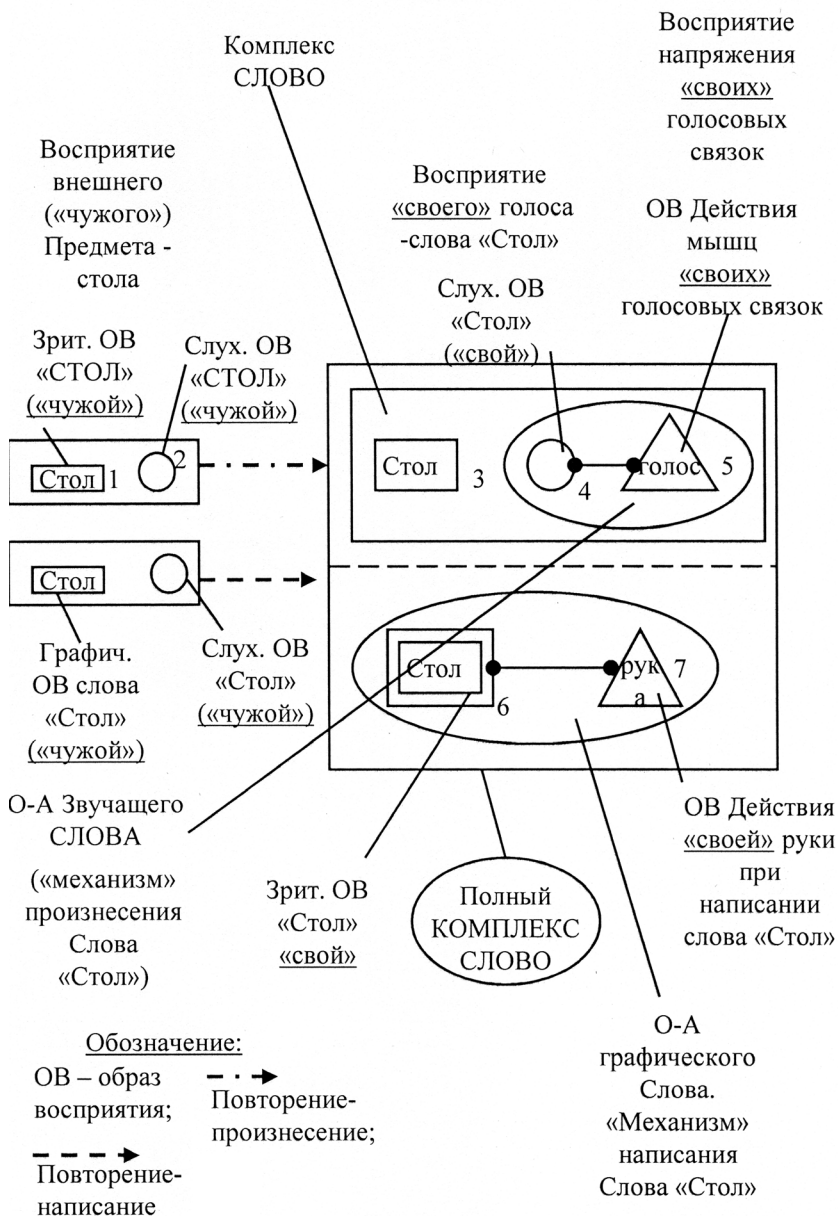 Комплекс
СЛОВО
Восприятие
напряжения
«своих»
голосовых
связок
Восприятие
внешнего
(«чужого»)
Предмета -
стола
Восприятие
«своего» голоса
-слова «Стол»
ОВ Действия
мышц
«своих»
голосовых связок
Слух. ОВ
«Стол»
(«свой»)
Зрит. ОВ
«СТОЛ»
(«чужой»)
Слух. ОВ
«СТОЛ»
(«чужой»)
Стол 1
2
Стол 3
4
голос 5
Стол
Графич.
ОВ слова
«Стол»
(«чужой»)
Слух. ОВ
«Стол»
(«чужой»)
Стол
6
рук
а
7
О-А Звучащего
СЛОВА
(«механизм»
произнесения
Слова
«Стол»)
Зрит. ОВ
«Стол»
«свой»
Полный
КОМПЛЕКС
СЛОВО
ОВ Действия
«своей» руки
при
написании
слова «Стол»
О-А
графического
Слова.
«Механизм»
написания
Слова «Стол»
Обозначение:
ОВ – образ
восприятия;
Повторение-
произнесение;
Повторение-
написание